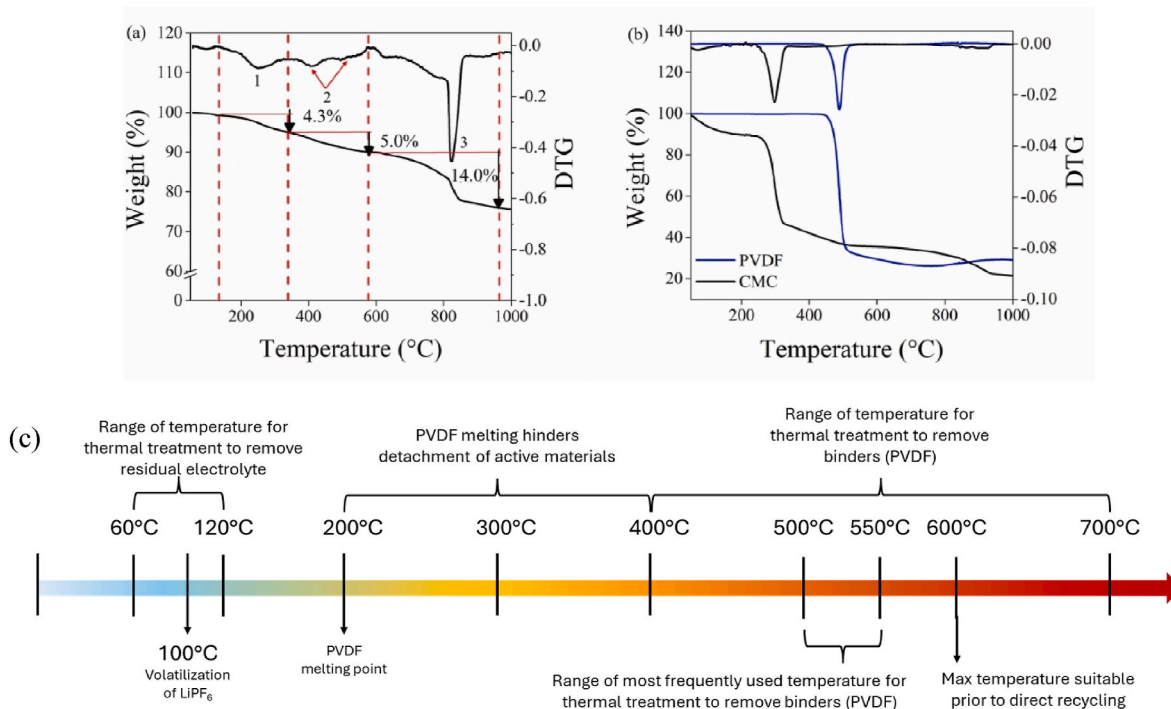 (a)
120
110
100
90
80
70
60
0
Weight (%)
200
400
600
800
1000
Temperature (°C)
0.0
-0.2
-0.4
-0.6
-0.8
-1.0
DTG
1
2
3
4.3%
5.0%
14.0%
(b)
140
120
100
80
60
40
20
Weight (%)
200
400
600
800
1000
Temperature (°C)
0.00
-0.02
-0.04
-0.06
-0.08
-0.10
DTG
PVDF
CMC
(c)
Range of temperature for
thermal treatment to remove
residual electrolyte
PVDF melting hinders
detachment of active materials
Range of temperature for
thermal treatment to remove
binders (PVDF)
60°C 120°C 200°C 300°C 400°C 500°C 550°C 600°C 700°C
100°C
Volatilization
of LiPF₆
PVDF
melting point
Range of most frequently used temperature for
thermal treatment to remove binders (PVDF)
Max temperature suitable
prior to direct recycling